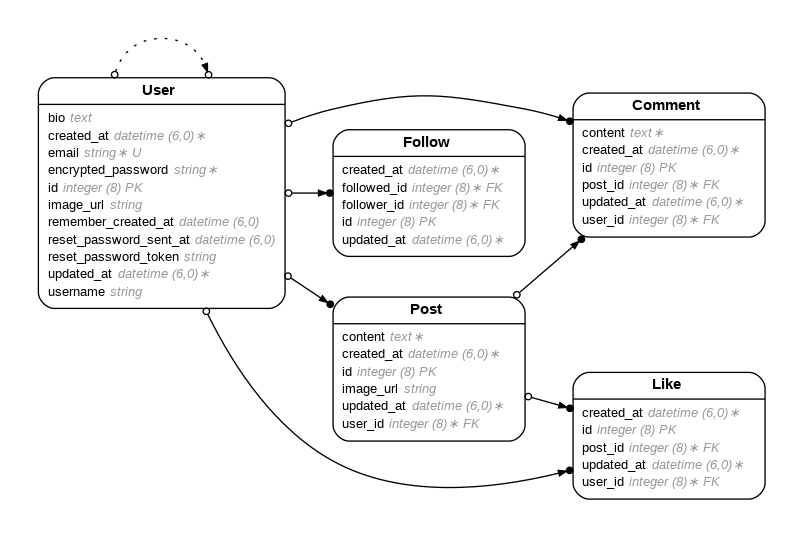 User
bio text
created_at datetime (6,0)∗
email string∗ U
encrypted_password string∗
id integer (8) PK
image_url string
remember_created_at datetime (6,0)
reset_password_sent_at datetime (6,0)
reset_password_token string
updated_at datetime (6,0)∗
username string
Follow
created_at datetime (6,0)∗
followed_id integer (8)∗ FK
follower_id integer (8)∗ FK
id integer (8) PK
updated_at datetime (6,0)∗
Post
content text∗
created_at datetime (6,0)∗
id integer (8) PK
image_url string
updated_at datetime (6,0)∗
user_id integer (8)∗ FK
Comment
content text∗
created_at datetime (6,0)∗
id integer (8) PK
post_id integer (8)∗ FK
updated_at datetime (6,0)∗
user_id integer (8)∗ FK
Like
created_at datetime (6,0)∗
id integer (8) PK
post_id integer (8)∗ FK
updated_at datetime (6,0)∗
user_id integer (8)∗ FK